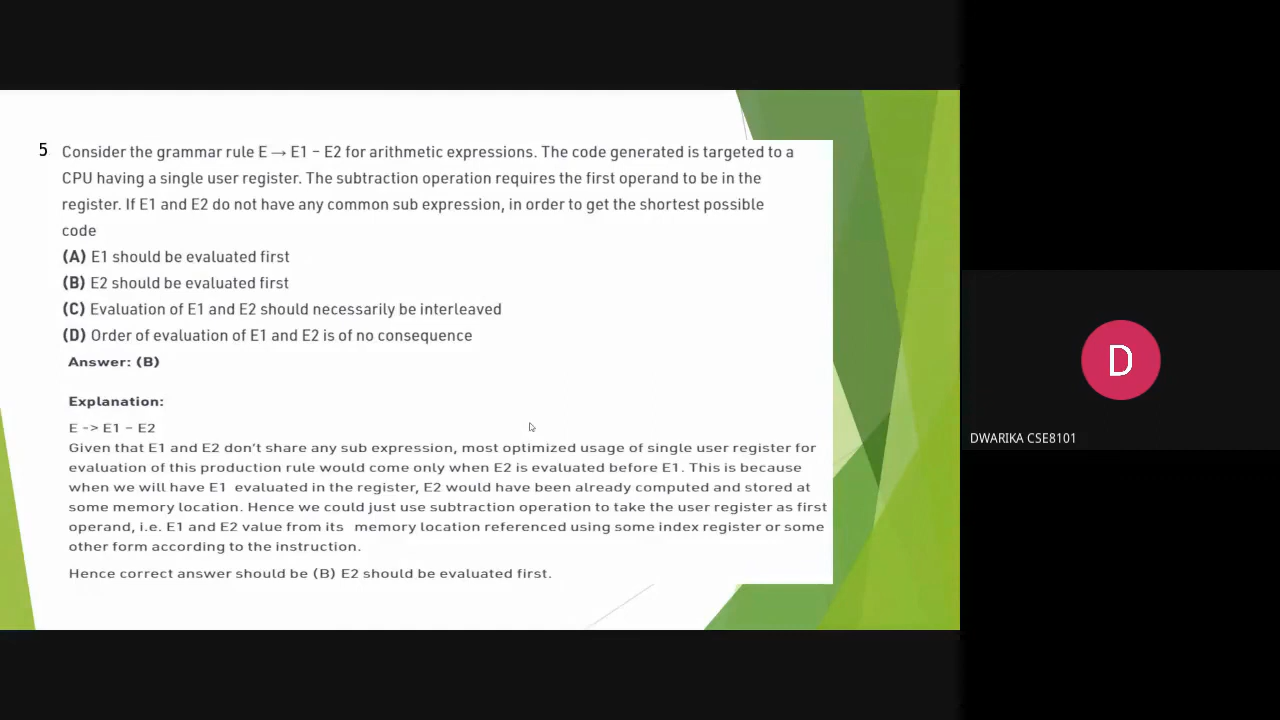 5 Consider the grammar rule E → E1 – E2 for arithmetic expressions. The code generated is targeted to a
CPU having a single user register. The subtraction operation requires the first operand to be in the
register. If E1 and E2 do not have any common sub expression, in order to get the shortest possible
code
(A) E1 should be evaluated first
(B) E2 should be evaluated first
(C) Evaluation of E1 and E2 should necessarily be interleaved
(D) Order of evaluation of E1 and E2 is of no consequence
Answer: (B)
Explanation:
E -> E1 – E2
Given that E1 and E2 don't share any sub expression, most optimized usage of single user register for
evaluation of this production rule would come only when E2 is evaluated before E1. This is because
when we will have E1 evaluated in the register, E2 would have been already computed and stored at
some memory location. Hence we could just use subtraction operation to take the user register as first
operand, i.e. E1 and E2 value from its memory location referenced using some index register or some
other form according to the instruction.
Hence correct answer should be (B) E2 should be evaluated first.
D
DWARIKA CSE8101